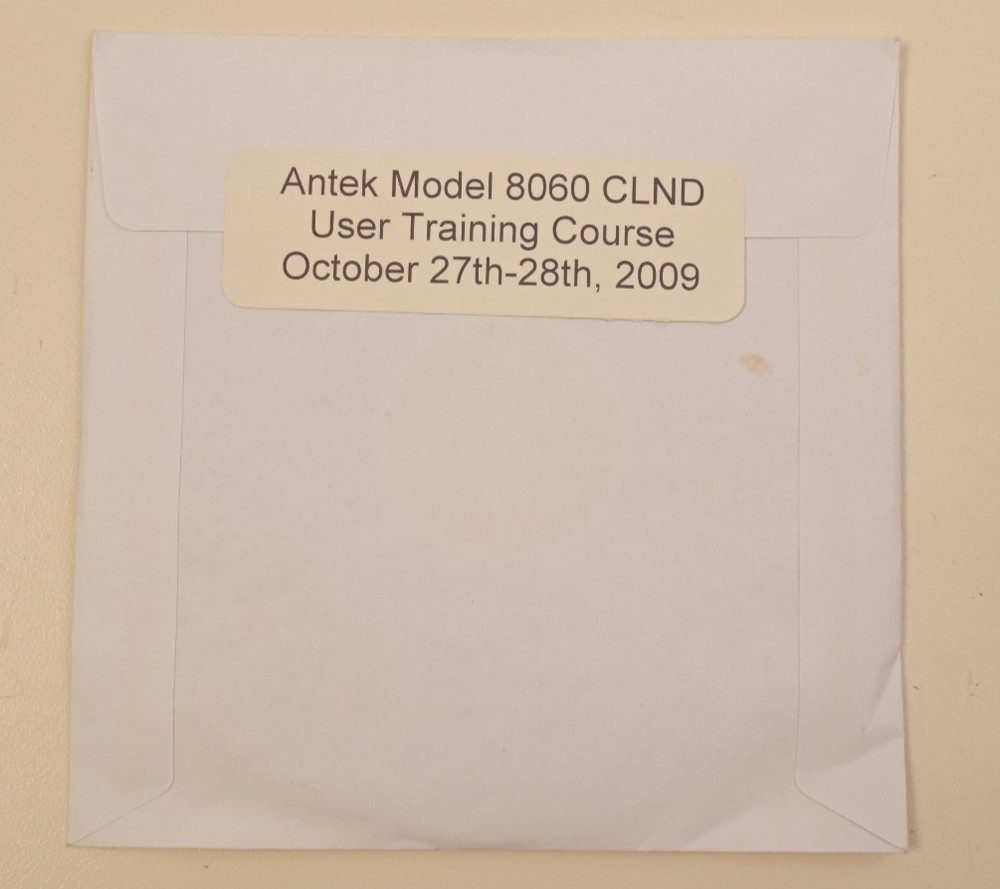 Antek Model 8060 CLND
User Training Course
October 27th-28th, 2009